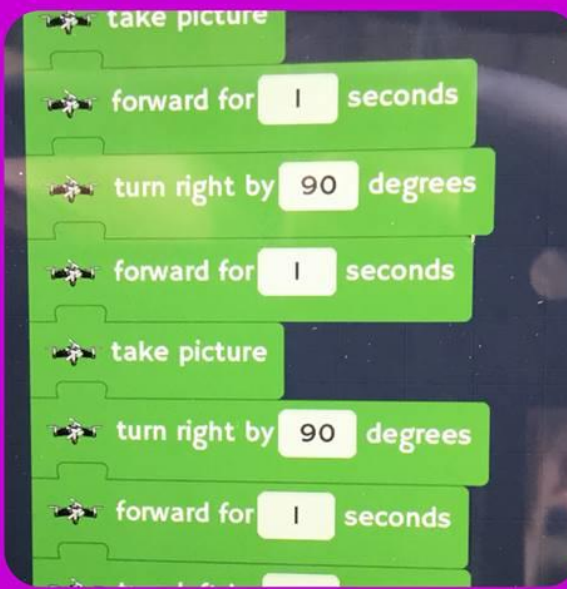 take picture
forward for 1 seconds
turn right by 90 degrees
forward for 1 seconds
take picture
turn right by 90 degrees
forward for 1 seconds